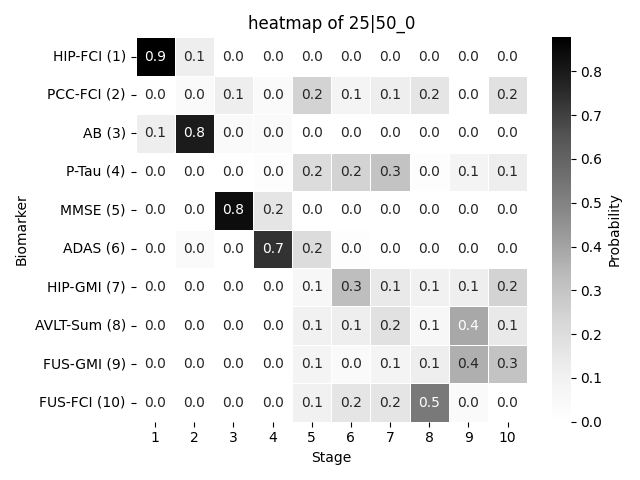 heatmap of 25|50_0
HIP-FCI (1) 0.9 0.1 0.0 0.0 0.0 0.0 0.0 0.0 0.0 0.0
PCC-FCI (2) 0.0 0.0 0.1 0.0 0.2 0.1 0.1 0.2 0.0 0.2
AB (3) 0.1 0.8 0.0 0.0 0.0 0.0 0.0 0.0 0.0 0.0
P-Tau (4) 0.0 0.0 0.0 0.0 0.2 0.2 0.3 0.0 0.1 0.1
MMSE (5) 0.0 0.0 0.8 0.2 0.0 0.0 0.0 0.0 0.0 0.0
ADAS (6) 0.0 0.0 0.0 0.7 0.2 0.0 0.0 0.0 0.0 0.0
HIP-GMI (7) 0.0 0.0 0.0 0.0 0.1 0.3 0.1 0.1 0.1 0.2
AVLT-Sum (8) 0.0 0.0 0.0 0.0 0.1 0.1 0.2 0.1 0.4 0.1
FUS-GMI (9) 0.0 0.0 0.0 0.0 0.1 0.0 0.1 0.1 0.4 0.3
FUS-FCI (10) 0.0 0.0 0.0 0.0 0.1 0.2 0.2 0.5 0.0 0.0
1 2 3 4 5 6 7 8 9 10
Stage
Biomarker
0.8
0.7
0.6
0.5
0.4
0.3
0.2
0.1
0.0
Probability